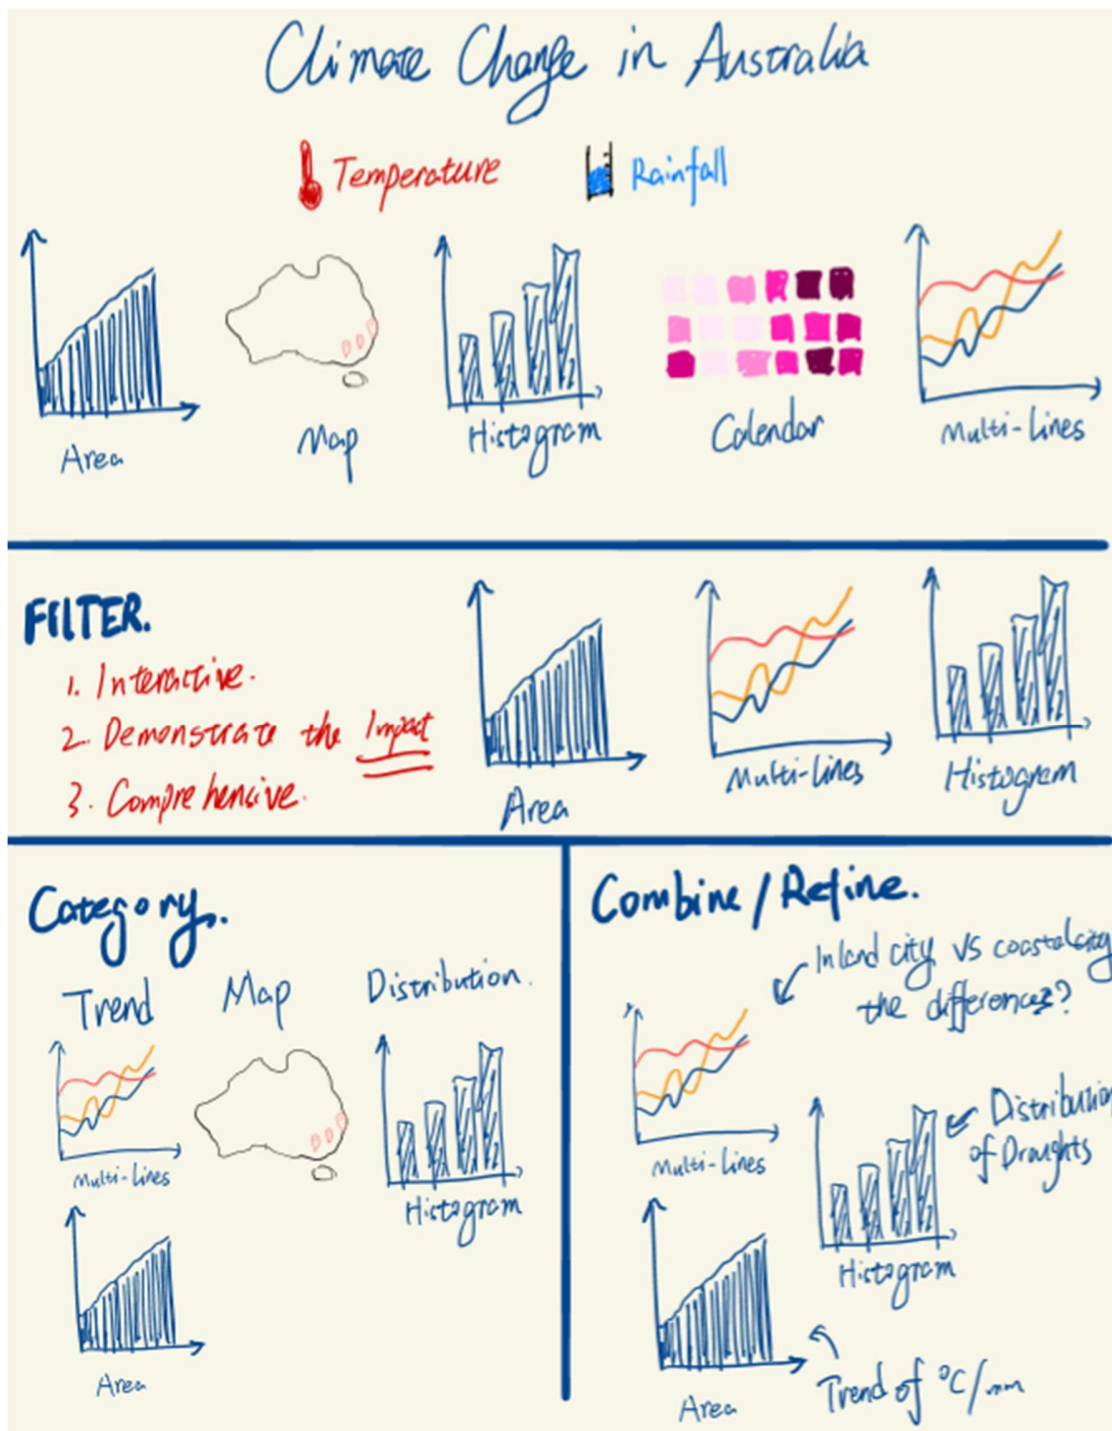 Climate Change in Australia
Temperature
Rainfall
Area
Map
Histogram
Calendar
Multi-Lines
FILTER.
1. Interactive.
2. Demonstrate the Impact
3. Comprehencive.
Area
Multi-Lines
Histogram
Category.
Trend
Map
Distribution.
Multi-Lines
Histogram
Area
Combine/Refine.
Inland city vs coastal city
the differences?
Multi-Lines
Distribution
of Draughts
Histogram
Area
Trend of °C/mm